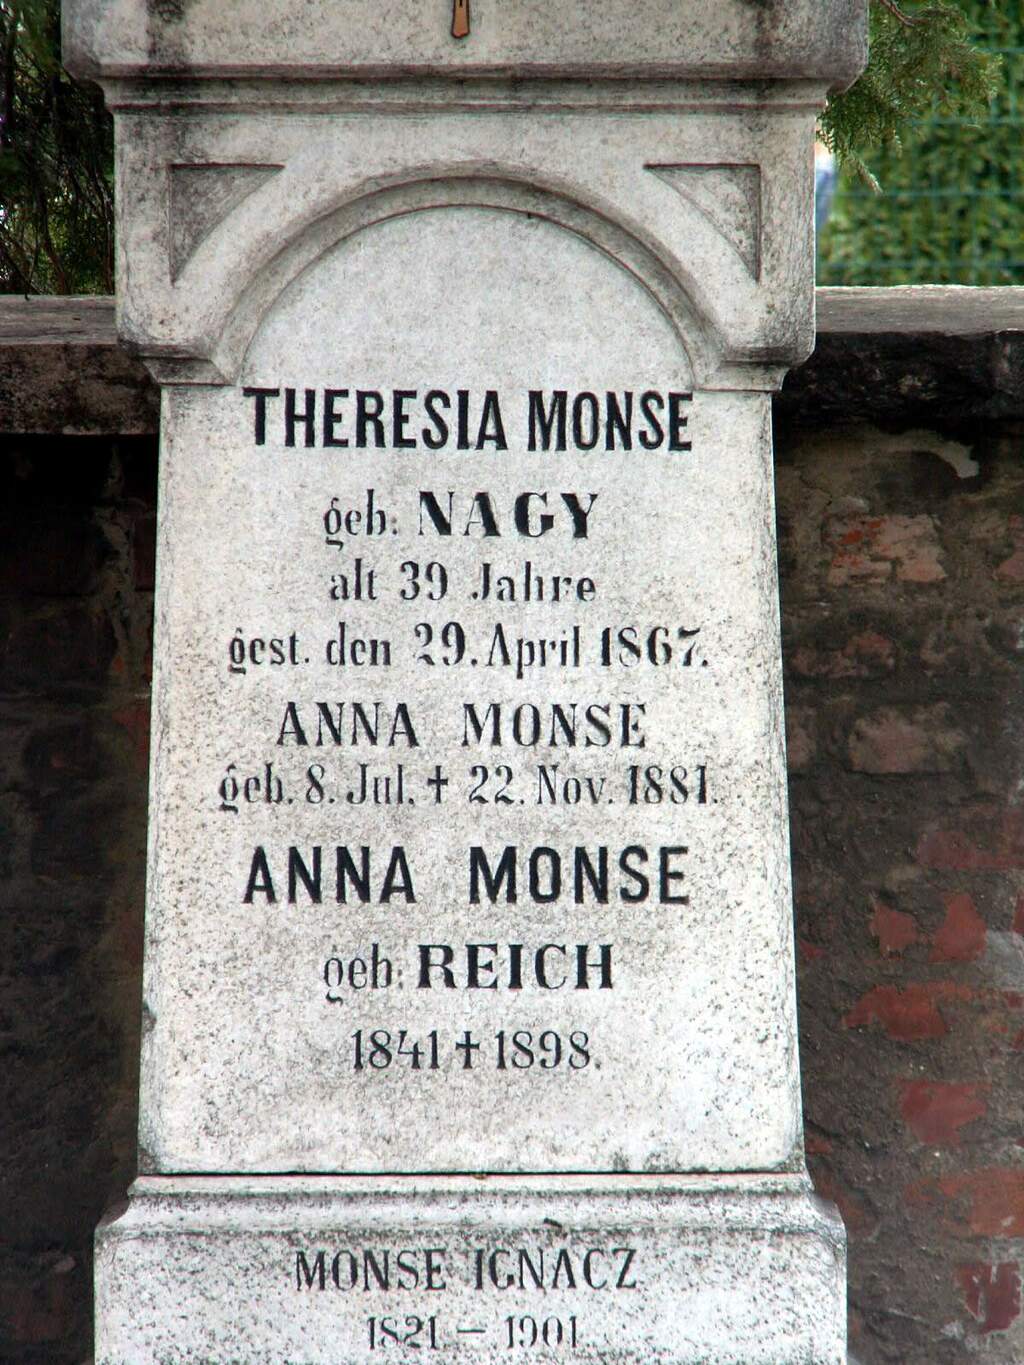 THERESIA MONSE
geb. NAGY
alt 39 Jahre
gest. den 29. April 1867.
ANNA MONSE
geb. 8. Jul. † 22. Nov. 1881.
ANNA MONSE
geb. REICH
1841 † 1898.
MONSE IGNACZ
1821 – 1901